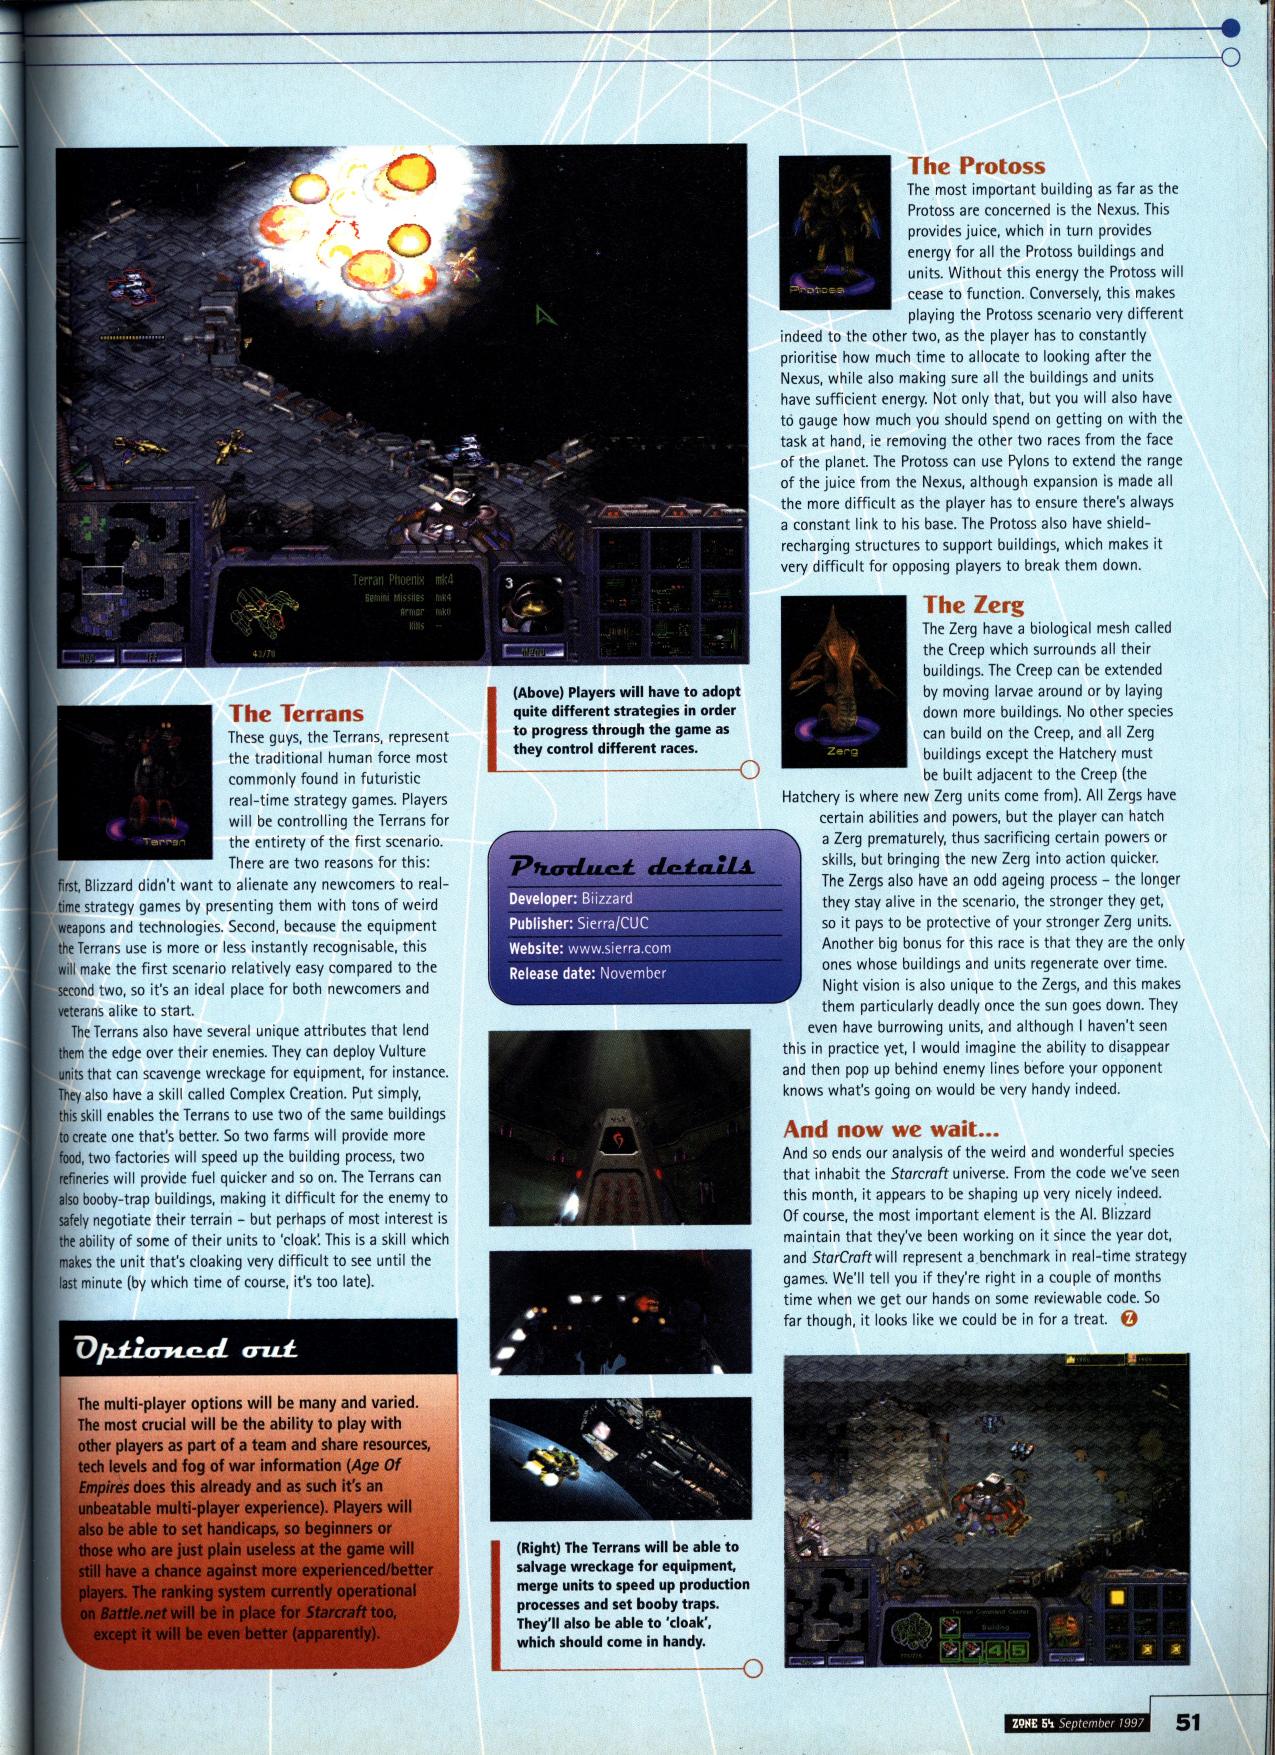 Terran Phoenix mk4
Gemini Missiles mk4
Armor mk0
Kills --
43/70
3
MENU
(Above) Players will have to adopt
quite different strategies in order
to progress through the game as
they control different races.
Terran
The Terrans
These guys, the Terrans, represent
the traditional human force most
commonly found in futuristic
real-time strategy games. Players
will be controlling the Terrans for
the entirety of the first scenario.
There are two reasons for this:
first, Blizzard didn't want to alienate any newcomers to real-
time strategy games by presenting them with tons of weird
weapons and technologies. Second, because the equipment
the Terrans use is more or less instantly recognisable, this
will make the first scenario relatively easy compared to the
second two, so it's an ideal place for both newcomers and
veterans alike to start.
The Terrans also have several unique attributes that lend
them the edge over their enemies. They can deploy Vulture
units that can scavenge wreckage for equipment, for instance.
They also have a skill called Complex Creation. Put simply,
this skill enables the Terrans to use two of the same buildings
to create one that's better. So two farms will provide more
food, two factories will speed up the building process, two
refineries will provide fuel quicker and so on. The Terrans can
also booby-trap buildings, making it difficult for the enemy to
safely negotiate their terrain – but perhaps of most interest is
the ability of some of their units to 'cloak'. This is a skill which
makes the unit that's cloaking very difficult to see until the
last minute (by which time of course, it's too late).
Optioned out
The multi-player options will be many and varied.
The most crucial will be the ability to play with
other players as part of a team and share resources,
tech levels and fog of war information (Age Of
Empires does this already and as such it's an
unbeatable multi-player experience). Players will
also be able to set handicaps, so beginners or
those who are just plain useless at the game will
still have a chance against more experienced/better
players. The ranking system currently operational
on Battle.net will be in place for Starcraft too,
except it will be even better (apparently).
Product details
Developer: Biizzard
Publisher: Sierra/CUC
Website: www.sierra.com
Release date: November
(Right) The Terrans will be able to
salvage wreckage for equipment,
merge units to speed up production
processes and set booby traps.
They'll also be able to 'cloak',
which should come in handy.
Protoss
The Protoss
The most important building as far as the
Protoss are concerned is the Nexus. This
provides juice, which in turn provides
energy for all the Protoss buildings and
units. Without this energy the Protoss will
cease to function. Conversely, this makes
playing the Protoss scenario very different
indeed to the other two, as the player has to constantly
prioritise how much time to allocate to looking after the
Nexus, while also making sure all the buildings and units
have sufficient energy. Not only that, but you will also have
to gauge how much you should spend on getting on with the
task at hand, ie removing the other two races from the face
of the planet. The Protoss can use Pylons to extend the range
of the juice from the Nexus, although expansion is made all
the more difficult as the player has to ensure there's always
a constant link to his base. The Protoss also have shield-
recharging structures to support buildings, which makes it
very difficult for opposing players to break them down.
Zerg
The Zerg
The Zerg have a biological mesh called
the Creep which surrounds all their
buildings. The Creep can be extended
by moving larvae around or by laying
down more buildings. No other species
can build on the Creep, and all Zerg
buildings except the Hatchery must
be built adjacent to the Creep (the
Hatchery is where new Zerg units come from). All Zergs have
certain abilities and powers, but the player can hatch
a Zerg prematurely, thus sacrificing certain powers or
skills, but bringing the new Zerg into action quicker.
The Zergs also have an odd ageing process – the longer
they stay alive in the scenario, the stronger they get,
so it pays to be protective of your stronger Zerg units.
Another big bonus for this race is that they are the only
ones whose buildings and units regenerate over time.
Night vision is also unique to the Zergs, and this makes
them particularly deadly once the sun goes down. They
even have burrowing units, and although I haven't seen
this in practice yet, I would imagine the ability to disappear
and then pop up behind enemy lines before your opponent
knows what's going on would be very handy indeed.
And now we wait...
And so ends our analysis of the weird and wonderful species
that inhabit the Starcraft universe. From the code we've seen
this month, it appears to be shaping up very nicely indeed.
Of course, the most important element is the AI. Blizzard
maintain that they've been working on it since the year dot,
and StarCraft will represent a benchmark in real-time strategy
games. We'll tell you if they're right in a couple of months
time when we get our hands on some reviewable code. So
far though, it looks like we could be in for a treat. Z
Terran Command Center
Building
4 5
ZONE 54 September 1997 51